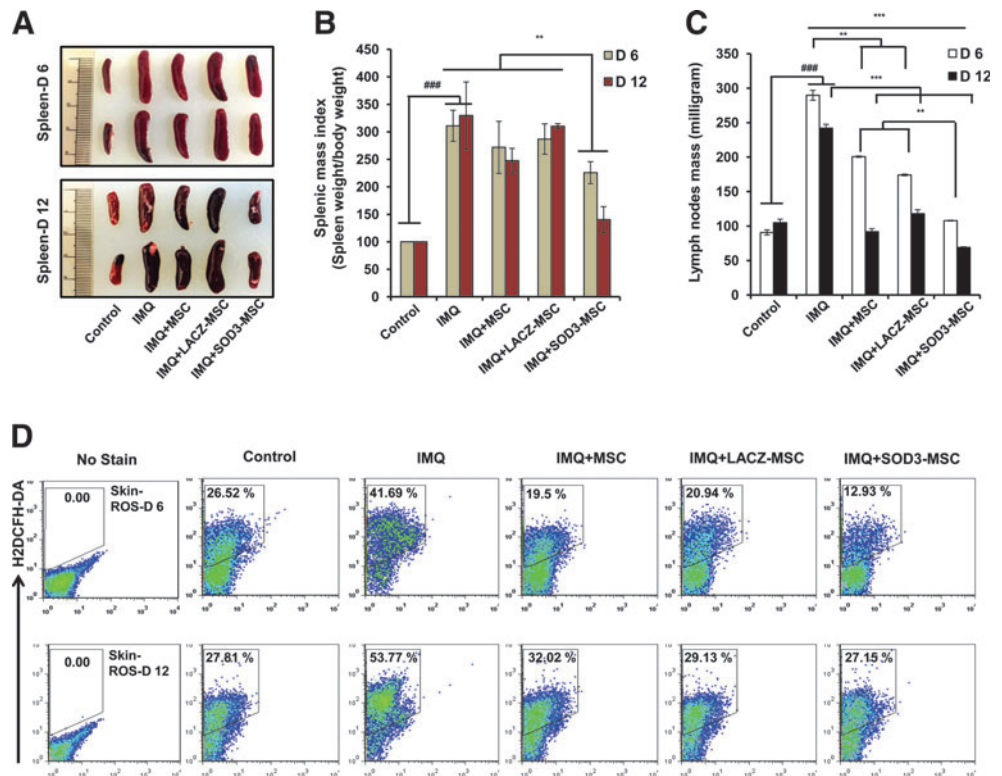 A
Spleen-D 6
Spleen-D 12
Control
IMQ
IMQ+MSC
IMQ+LACZ-MSC
IMQ+SOD3-MSC
B
Splenic mass index
(Spleen weight/body weight)
450
400
350
300
250
200
150
100
50
0
**
###
D 6
D 12
Control
IMQ
IMQ+MSC
IMQ+LACZ-MSC
IMQ+SOD3-MSC
C
Lymph nodes mass (milligram)
350
300
250
200
150
100
50
0
***
**
###
***
**
D 6
D 12
Control
IMQ
IMQ+MSC
IMQ+LACZ-MSC
IMQ+SOD3-MSC
D
No Stain
Control
IMQ
IMQ+MSC
IMQ+LACZ-MSC
IMQ+SOD3-MSC
H2DCFH-DA
0.00
Skin-
ROS-D 6
26.52 %
41.69 %
19.5 %
20.94 %
12.93 %
0.00
Skin-
ROS-D 12
27.81 %
53.77 %
32.02 %
29.13 %
27.15 %